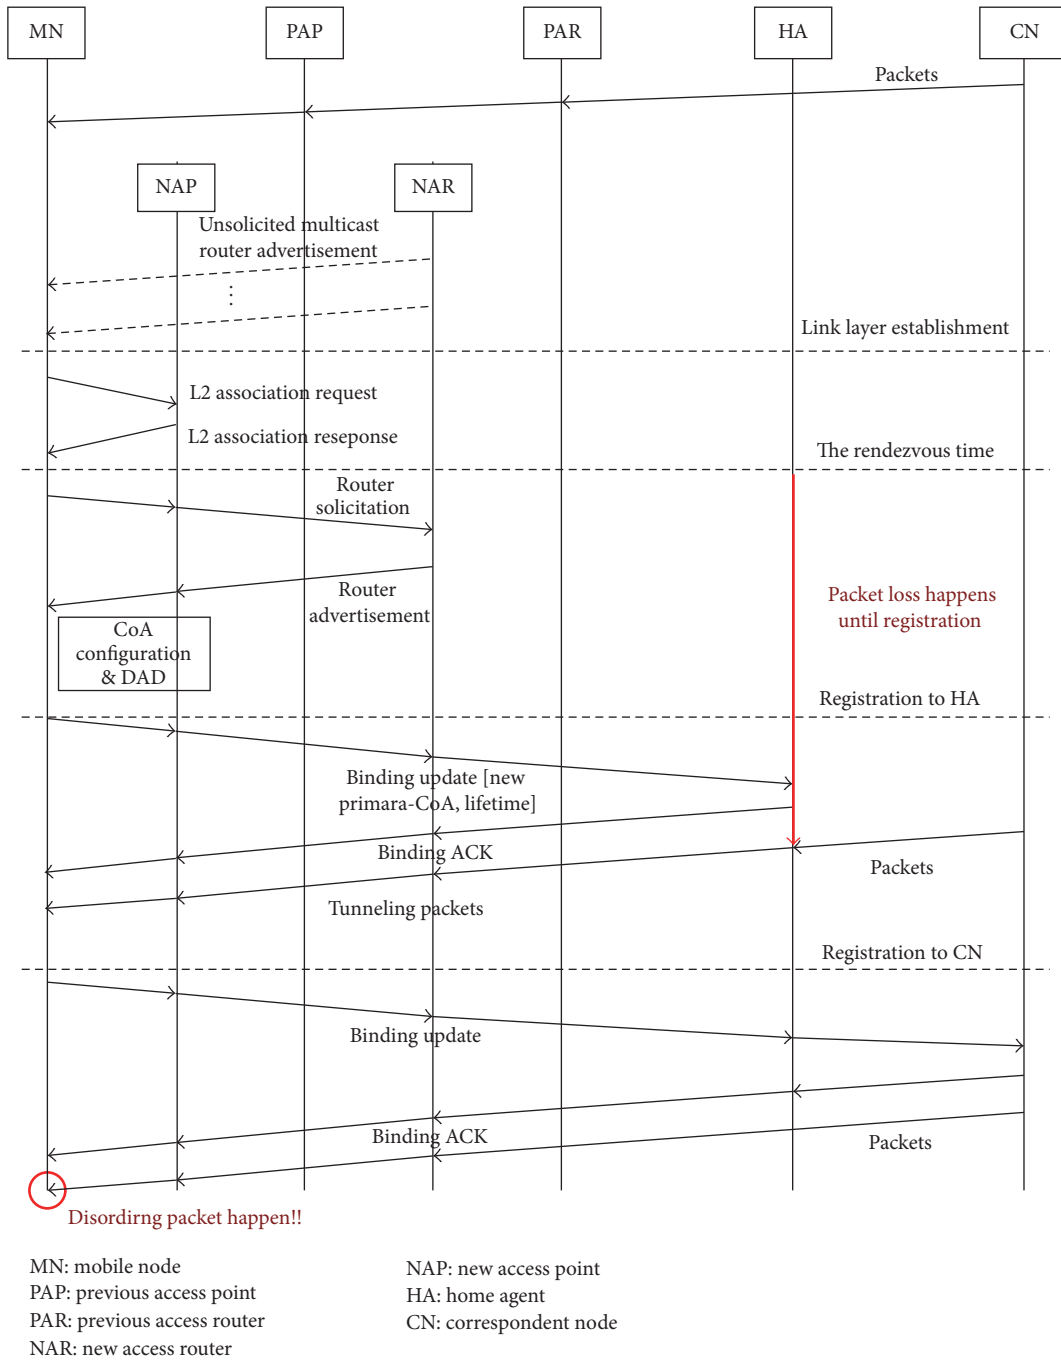 MN
PAP
PAR
HA
CN
Packets
NAP
NAR
Unsolicited multicast
router advertisement
Link layer establishment
L2 association request
L2 association reseponse
The rendezvous time
Router
solicitation
Router
advertisement
Packet loss happens
until registration
CoA
configuration
& DAD
Registration to HA
Binding update [new
primara-CoA, lifetime]
Binding ACK
Packets
Tunneling packets
Registration to CN
Binding update
Binding ACK
Packets
Disordirng packet happen!!
MN: mobile node
PAP: previous access point
PAR: previous access router
NAR: new access router
NAP: new access point
HA: home agent
CN: correspondent node